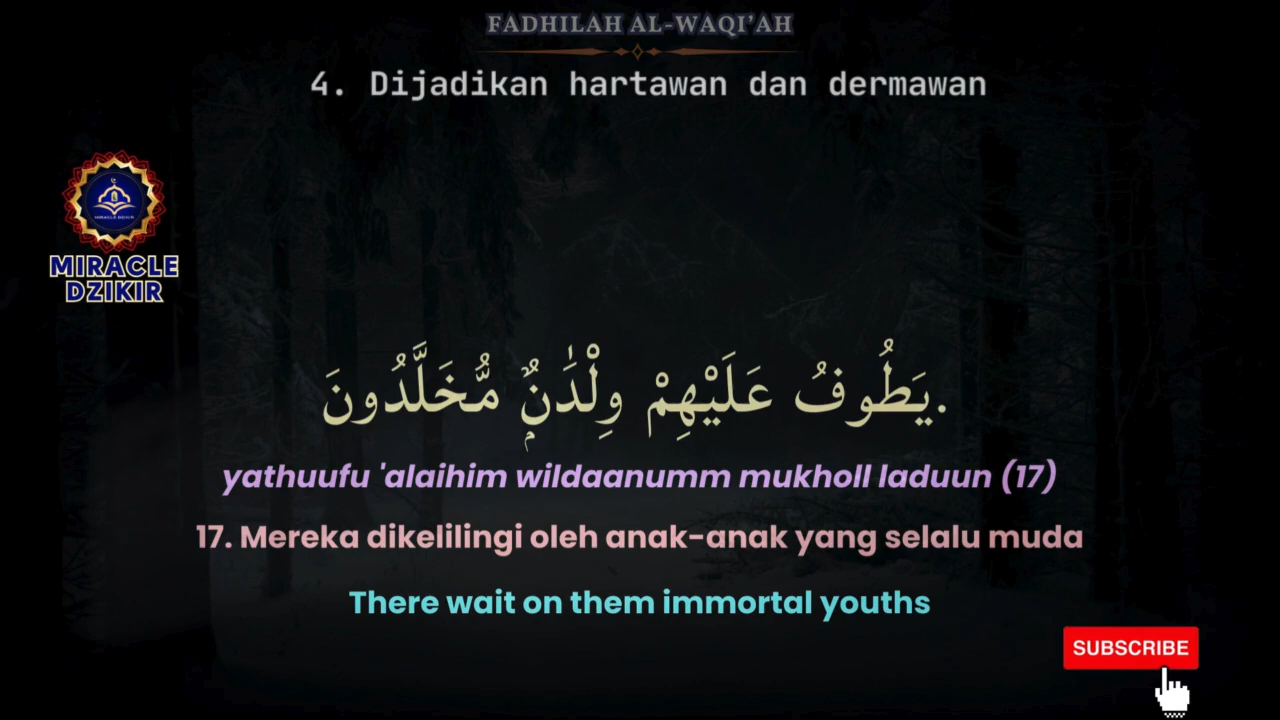 FADHILAH AL-WAQI'AH
4. Dijadikan hartawan dan dermawan
MIRACLE
DZIKIR
يَطُوفُ عَلَيْهِمْ وِلْدَٰنٌۭ مُّخَلَّدُونَ.
yathuufu 'alaihim wildaanumm mukholl laduun (17)
17. Mereka dikelilingi oleh anak-anak yang selalu muda
There wait on them immortal youths
SUBSCRIBE